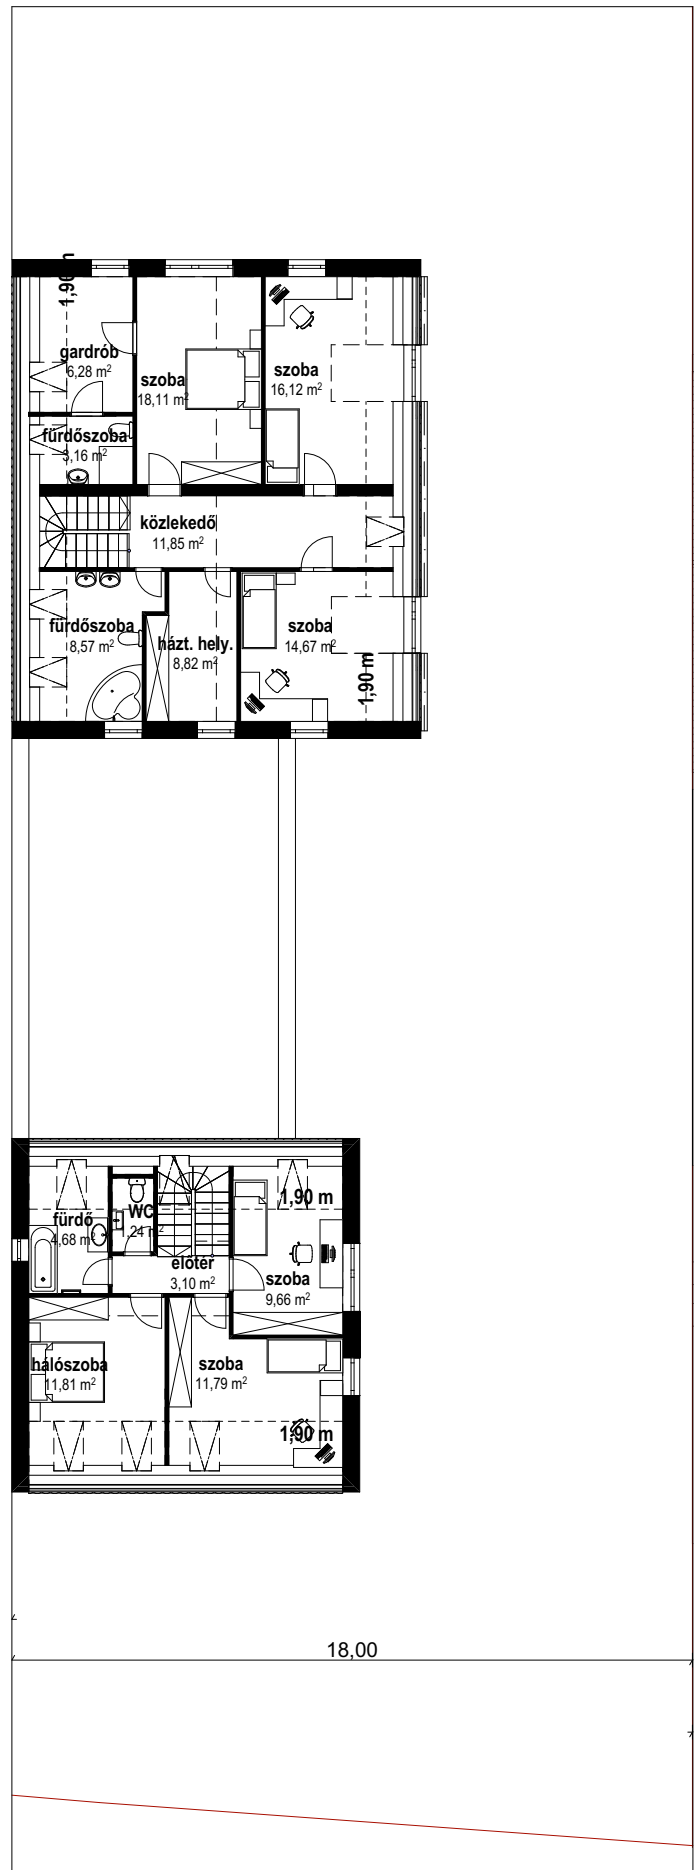 1,90 m
gardrób
6,28 m²
szoba
18,11 m²
szoba
16,12 m²
fürdőszoba
3,16 m²
közlekedő
11,85 m²
fürdőszoba
8,57 m²
házt. hely.
8,82 m²
szoba
14,67 m²
1,90 m
1,90 m
fürdő
4,68 m²
WC
1,24 m²
előtér
3,10 m²
szoba
9,66 m²
hálószoba
11,81 m²
szoba
11,79 m²
1,90 m
18,00